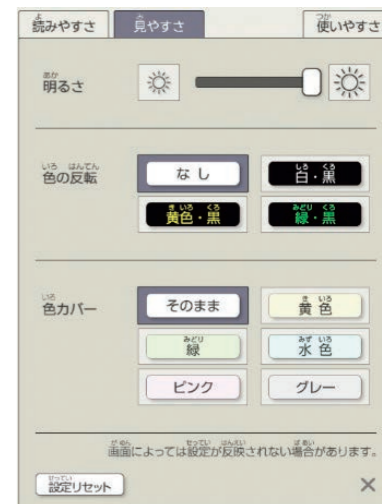 読みやすさ 見やすさ 使いやすさ
明るさ
色の反転 なし 白・黒
黄色・黒 緑・黒
色カバー そのまま 黄色
緑 水色
ピンク グレー
画面によっては設定が反映されない場合があります。
設定リセット ×